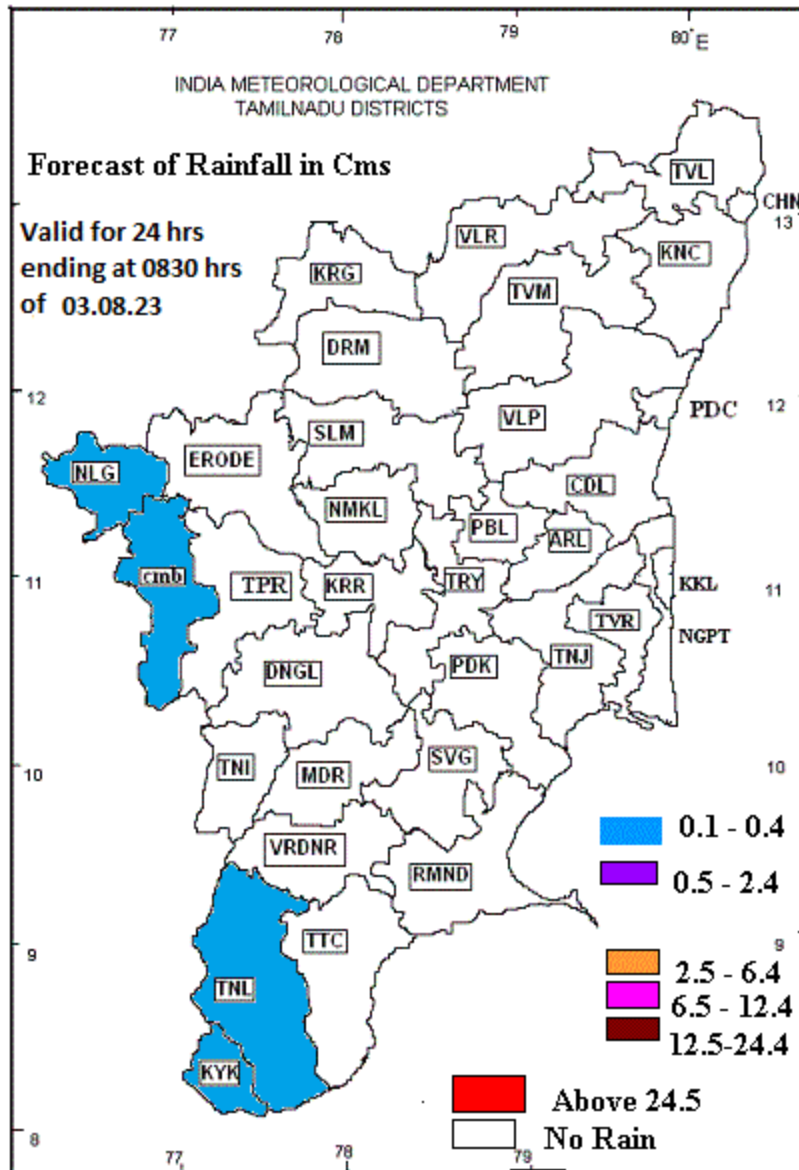 77 78 79 80°E
INDIA METEOROLOGICAL DEPARTMENT
TAMILNADU DISTRICTS
Forecast of Rainfall in Cms
Valid for 24 hrs
ending at 0830 hrs
of 03.08.23
TVL
CHN
13
VLR
KNC
KRG
TVM
DRM
12
PDC 12
VLP
SLM
ERODE
NLG
CDL
NMKL
PBL
ARL
11
cmb
TPR
KRR
TRY
KKL 11
TVR
NGPT
TNJ
PDK
DNGL
10
TNI
MDR
SVG
10
0.1 - 0.4
VRDNR
RMND
0.5 - 2.4
9
TTC
9
2.5 - 6.4
TNL
6.5 - 12.4
12.5-24.4
KYK
Above 24.5
No Rain
8
77 78 79